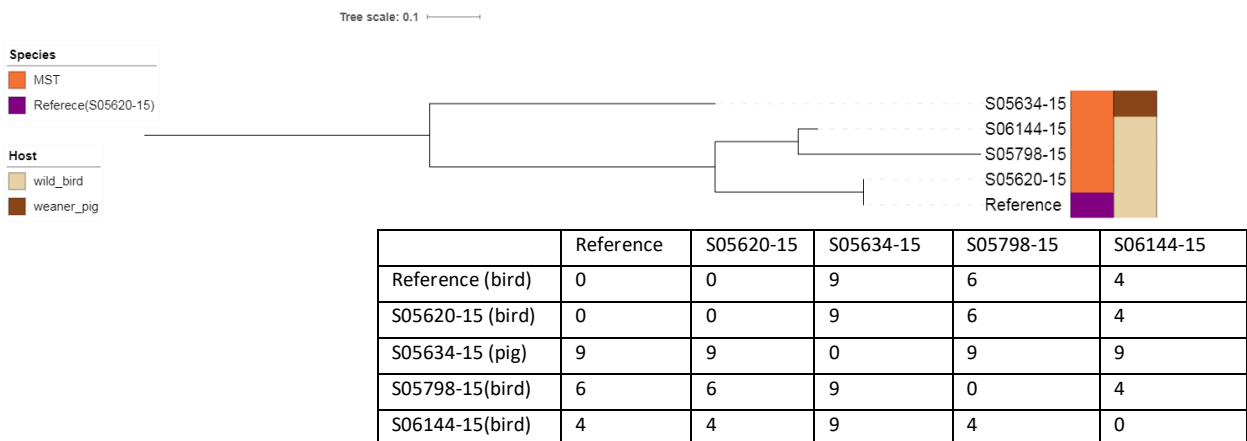 Tree scale: 0.1
Species
MST
Referece(S05620-15)
Host
wild_bird
weaner_pig
S05634-15
S06144-15
S05798-15
S05620-15
Reference
Reference S05620-15 S05634-15 S05798-15 S06144-15
Reference (bird) 0 0 9 6 4
S05620-15 (bird) 0 0 9 6 4
S05634-15 (pig) 9 9 0 9 9
S05798-15(bird) 6 6 9 0 4
S06144-15(bird) 4 4 9 4 0